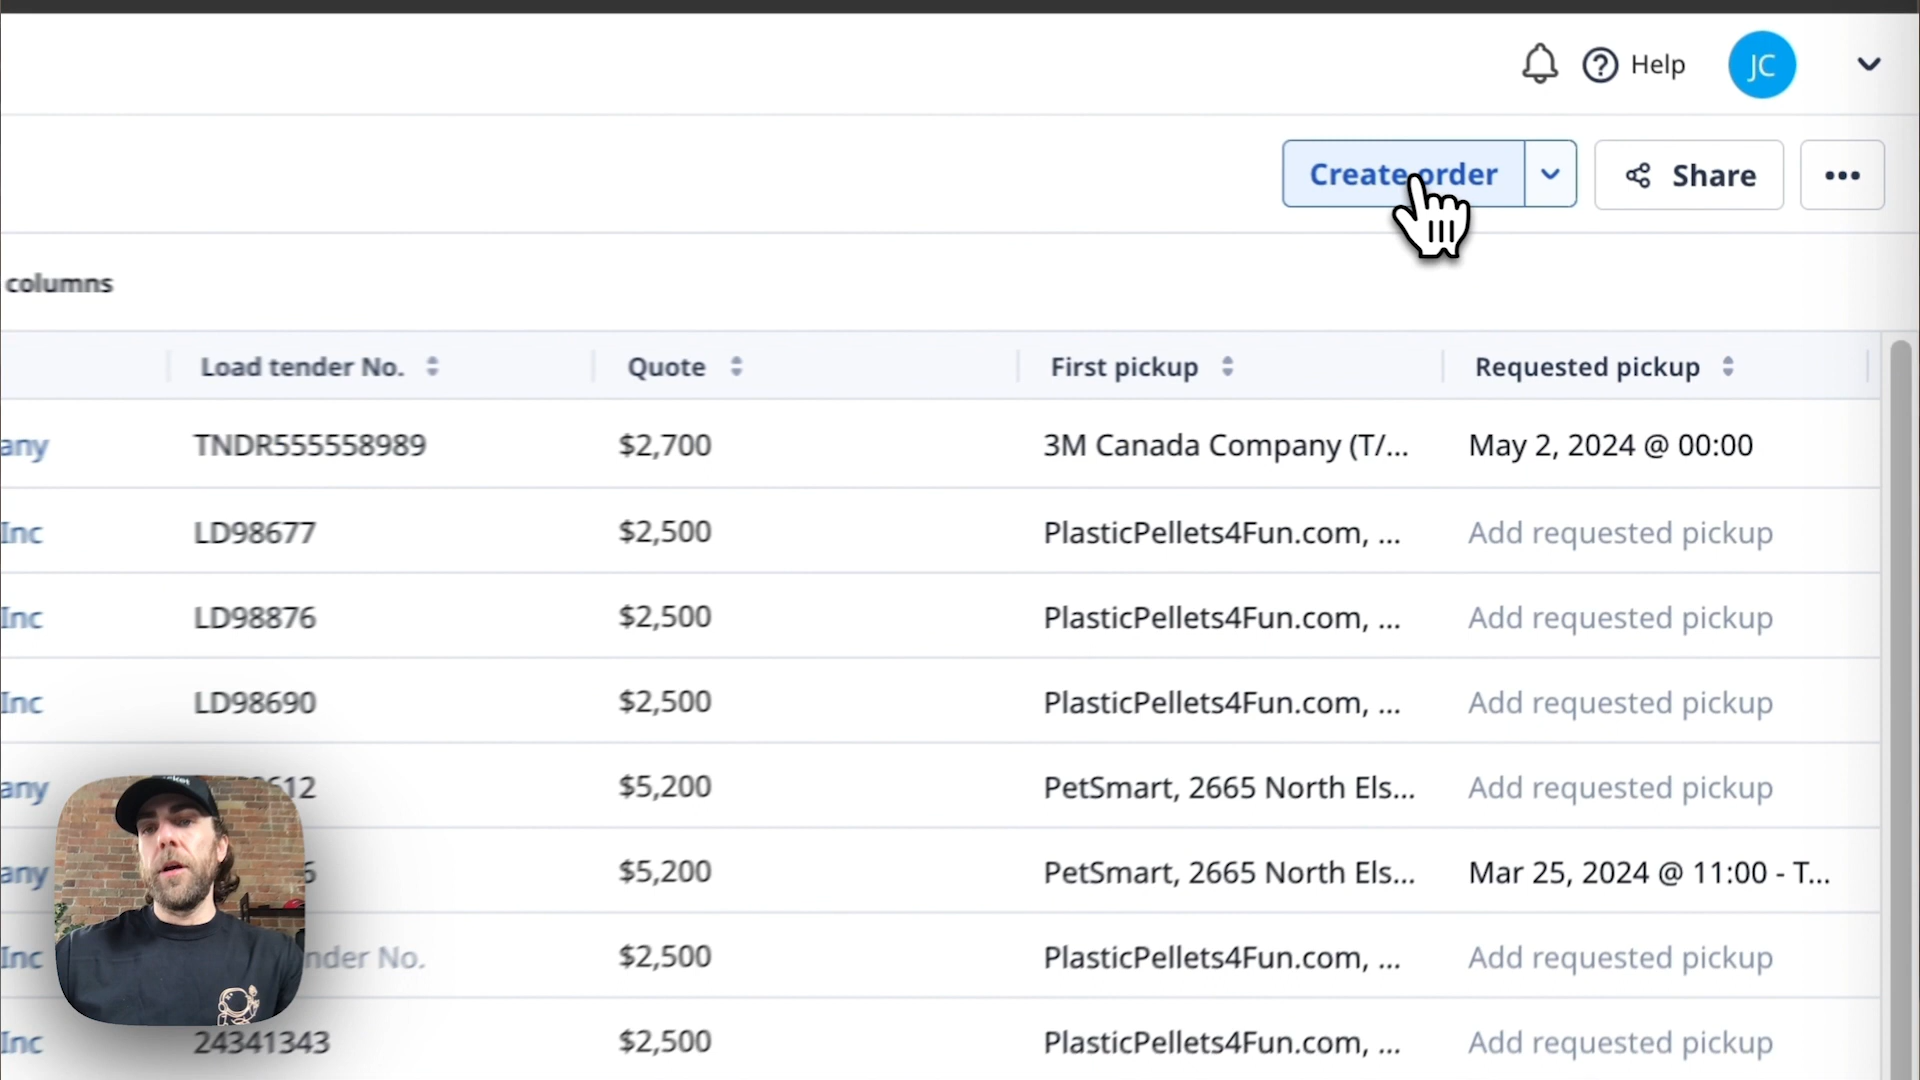 Help JC
Create order Share
columns
Load tender No. Quote First pickup Requested pickup
any TNDR555558989 $2,700 3M Canada Company (T/... May 2, 2024 @ 00:00
Inc LD98677 $2,500 PlasticPellets4Fun.com, ... Add requested pickup
Inc LD98876 $2,500 PlasticPellets4Fun.com, ... Add requested pickup
Inc LD98690 $2,500 PlasticPellets4Fun.com, ... Add requested pickup
any 612 $5,200 PetSmart, 2665 North Els... Add requested pickup
any 6 $5,200 PetSmart, 2665 North Els... Mar 25, 2024 @ 11:00 - T...
Inc nder No. $2,500 PlasticPellets4Fun.com, ... Add requested pickup
Inc 24341343 $2,500 PlasticPellets4Fun.com, ... Add requested pickup